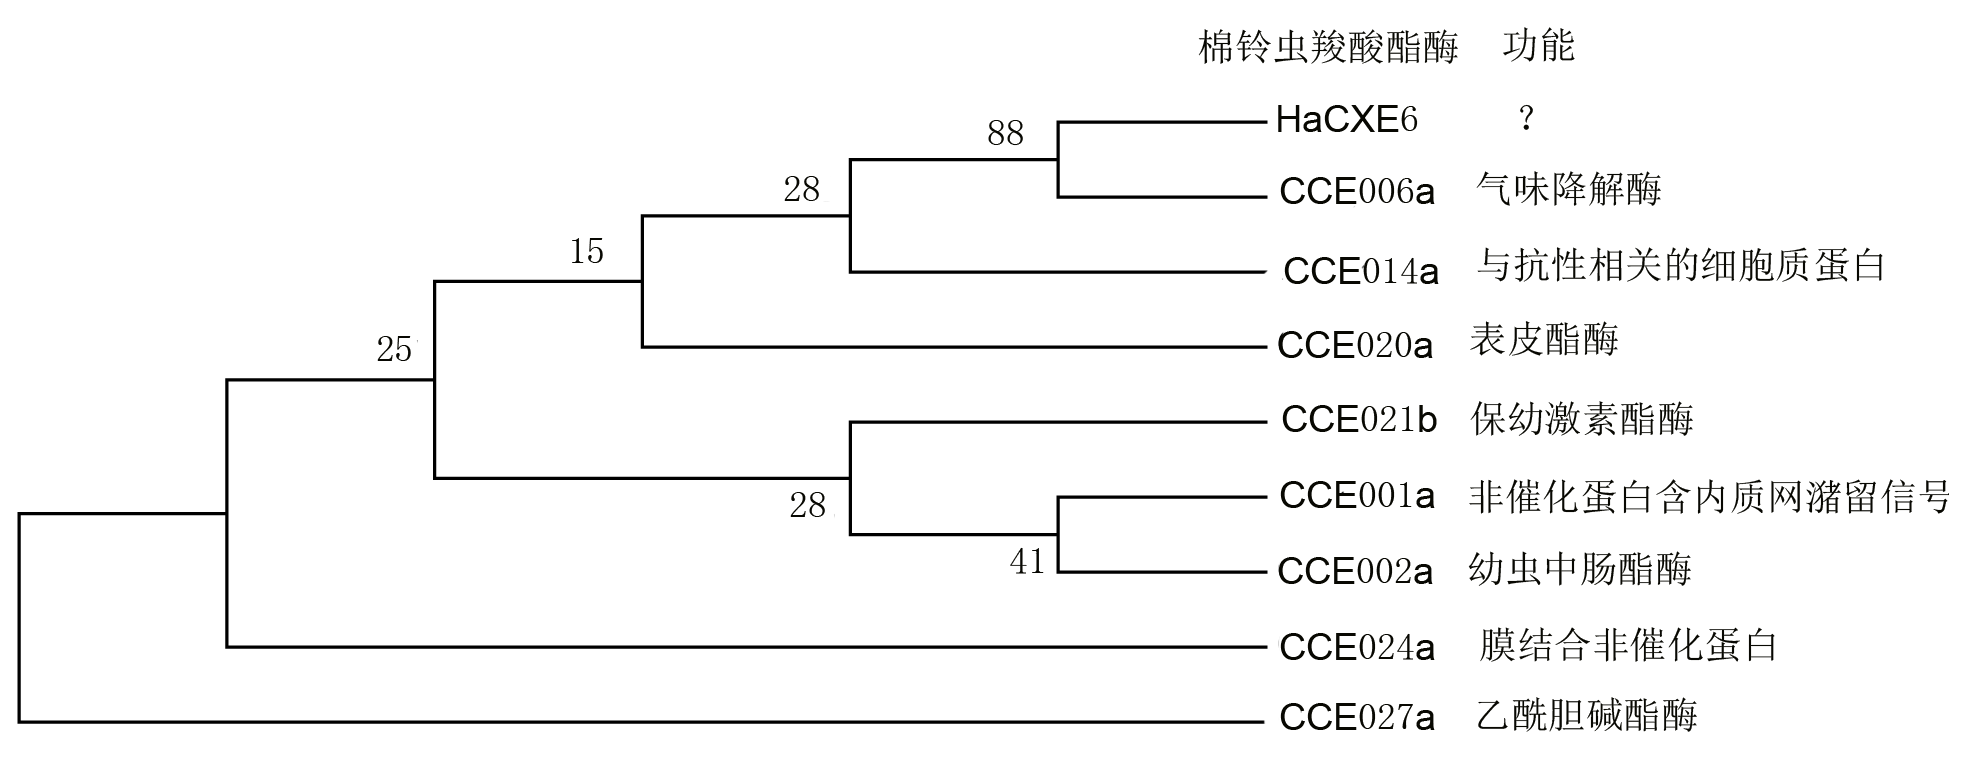 棉铃虫羧酸酯酶 功能
HaCXE6 ?
88
CCE006a 气味降解酶
28
15
CCE014a 与抗性相关的细胞质蛋白
25
CCE020a 表皮酯酶
CCE021b 保幼激素酯酶
28
CCE001a 非催化蛋白含内质网潴留信号
41
CCE002a 幼虫中肠酯酶
CCE024a 膜结合非催化蛋白
CCE027a 乙酰胆碱酯酶